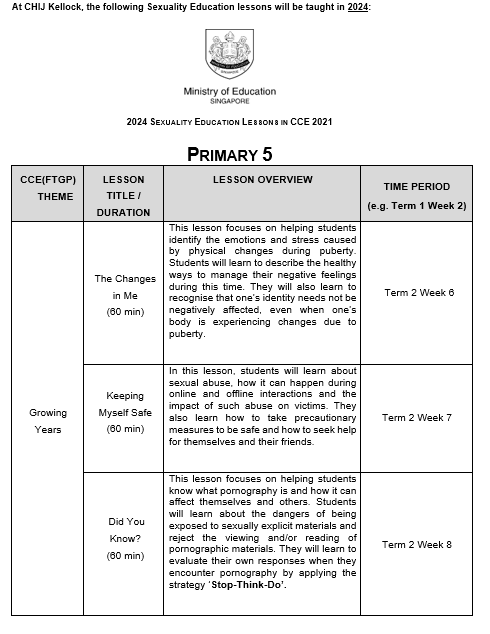 At CHIJ Kellock, the following Sexuality Education lessons will be taught in 2024:
Ministry of Education
SINGAPORE
2024 SEXUALITY EDUCATION LESSONS IN CCE 2021
PRIMARY 5
CCE(FTGP)
THEME
LESSON
TITLE /
DURATION
LESSON OVERVIEW
TIME PERIOD
(e.g. Term 1 Week 2)
Growing
Years
The Changes
in Me
(60 min)
This lesson focuses on helping students
identify the emotions and stress caused
by physical changes during puberty.
Students will learn to describe the healthy
ways to manage their negative feelings
during this time. They will also learn to
recognise that one's identity need not be
negatively affected, even when one's
body is experiencing changes due to
puberty.
Term 2 Week 6
Keeping
Myself Safe
(60 min)
In this lesson, students will learn about
sexual abuse, how it can happen during
online and offline interactions and the
impact of such abuse on victims. They
also learn how to take precautionary
measures to be safe and how to seek help
for themselves and their friends.
Term 2 Week 7
Did You
Know?
(60 min)
This lesson focuses on helping students
know what pornography is and how it can
affect themselves and others. Students
will learn about the dangers of being
exposed to sexually explicit materials and
reject the viewing and/or reading of
pornographic materials. They will learn to
evaluate their own responses when they
encounter pornography by applying the
strategy 'Stop-Think-Do'.
Term 2 Week 8